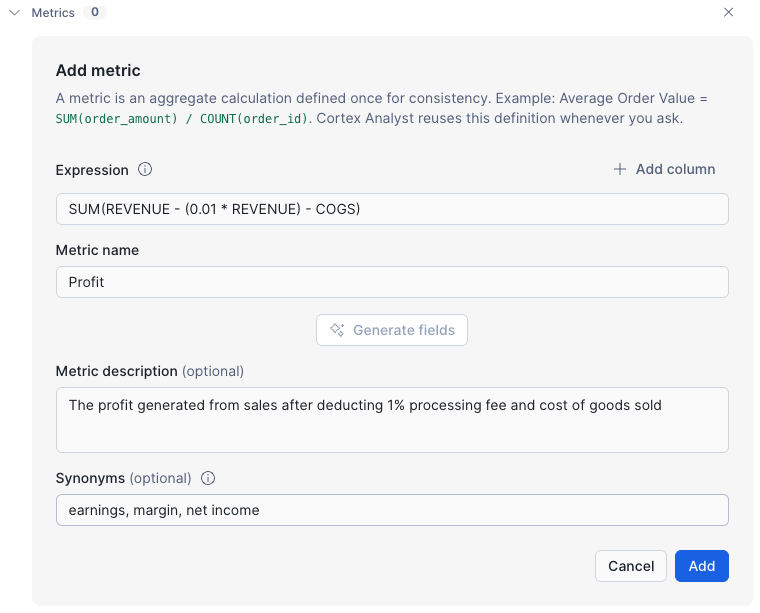 Metrics 0
Add metric
A metric is an aggregate calculation defined once for consistency. Example: Average Order Value =
SUM(order_amount) / COUNT(order_id). Cortex Analyst reuses this definition whenever you ask.
Expression Add column
SUM(REVENUE - (0.01 * REVENUE) - COGS)
Metric name
Profit
Generate fields
Metric description (optional)
The profit generated from sales after deducting 1% processing fee and cost of goods sold
Synonyms (optional)
earnings, margin, net income
Cancel Add